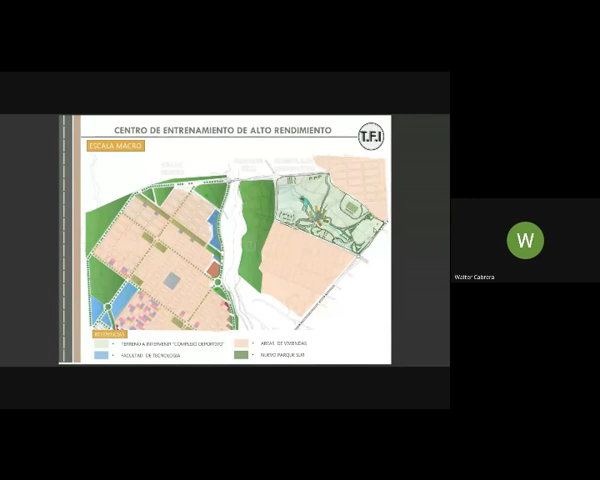 CENTRO DE ENTRENAMIENTO DE ALTO RENDIMIENTO
T.F.I
ESCALA MACRO
REFERENCIAS
TERRENO A INTERVENIR "COMPLEJO DEPORTIVO"
AREAS DE VIVIENDAS
FACULTAD DE TECNOLOGIA
NUEVO PARQUE SUR
W
Walter Cabrera